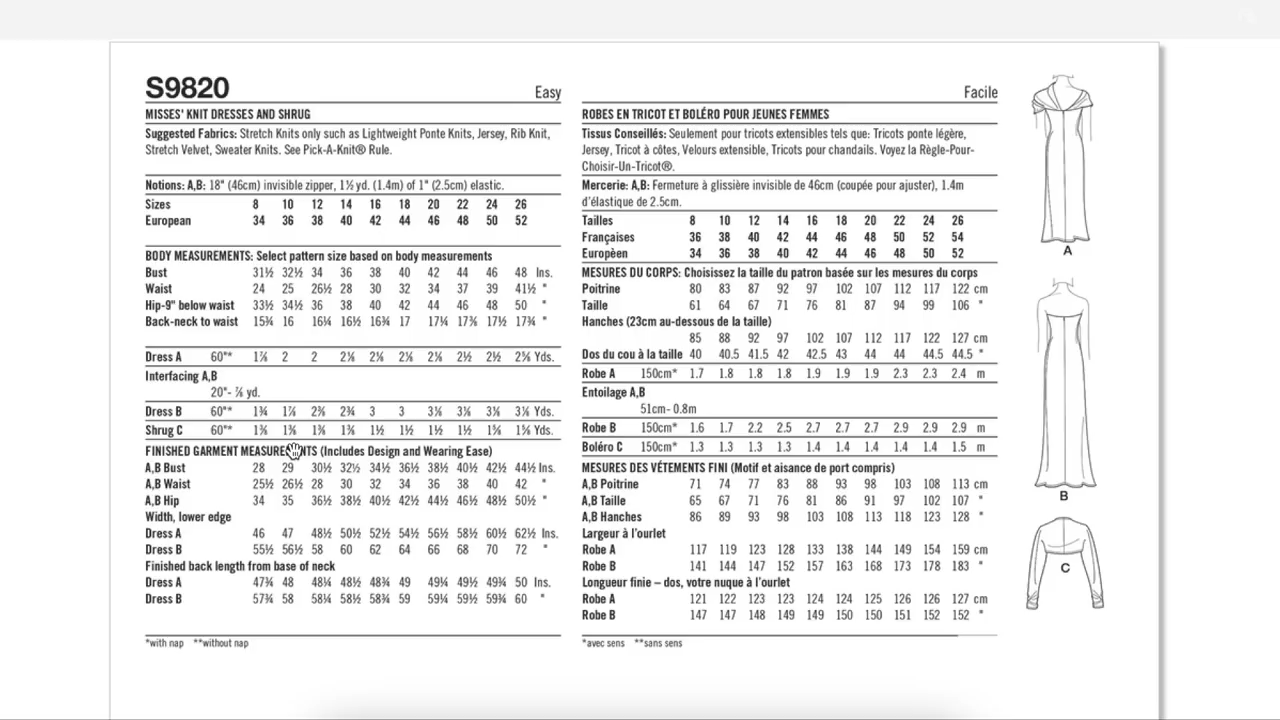 S9820
Easy
MISSES' KNIT DRESSES AND SHRUG
Suggested Fabrics: Stretch Knits only such as Lightweight Ponte Knits, Jersey, Rib Knit,
Stretch Velvet, Sweater Knits. See Pick-A-Knit® Rule.
Notions: A,B: 18" (46cm) invisible zipper, 1½ yd. (1.4m) of 1" (2.5cm) elastic.
Sizes 8 10 12 14 16 18 20 22 24 26
European 34 36 38 40 42 44 46 48 50 52
BODY MEASUREMENTS: Select pattern size based on body measurements
Bust 31½ 32½ 34 36 38 40 42 44 46 48 Ins.
Waist 24 25 26½ 28 30 32 34 37 39 41½ "
Hip-9" below waist 33½ 34½ 36 38 40 42 44 46 48 50 "
Back-neck to waist 15¾ 16 16¼ 16½ 16¾ 17 17¼ 17⅜ 17½ 17¾ "
Dress A 60"* 1⅞ 2 2 2⅛ 2⅛ 2⅛ 2½ 2½ Yds.
Interfacing A,B
20"- ⅞ yd.
Dress B 60"* 1¾ 1⅞ 2⅜ 2¾ 3 3 3⅛ 3⅛ 3⅛ 3⅛ Yds.
Shrug C 60"* 1⅜ 1⅜ 1⅜ 1⅜ 1½ 1½ 1½ 1½ 1⅝ Yds.
FINISHED GARMENT MEASUREMENTS (Includes Design and Wearing Ease)
A,B Bust 28 29 30½ 32½ 34½ 36½ 38½ 40½ 42½ 44½ Ins.
A,B Waist 25½ 26½ 28 30 32 34 36 38 40 42 "
A,B Hip 34 35 36½ 38½ 40½ 42½ 44½ 46½ 48½ 50½ "
Width, lower edge
Dress A 46 47 48½ 50½ 52½ 54½ 56½ 58½ 60½ 62½ Ins.
Dress B 55½ 56½ 58 60 62 64 66 68 70 72 "
Finished back length from base of neck
Dress A 47¾ 48 48¼ 48½ 48¾ 49 49¼ 49½ 49¾ 50 Ins.
Dress B 57¾ 58 58¼ 58½ 58¾ 59 59¼ 59½ 59¾ 60 "
*with nap **without nap
Facile
ROBES EN TRICOT ET BOLÉRO POUR JEUNES FEMMES
Tissus Conseillés: Seulement pour tricots extensibles tels que: Tricots ponte légère,
Jersey, Tricot à côtes, Velours extensible, Tricots pour chandails. Voyez la Règle-Pour-
Choisir-Un-Tricot®.
Mercerie: A,B: Fermeture à glissière invisible de 46cm (coupée pour ajuster), 1.4m
d'élastique de 2.5cm.
Tailles 8 10 12 14 16 18 20 22 24 26
Françaises 36 38 40 42 44 46 48 50 52 54
Europèen 34 36 38 40 42 44 46 48 50 52
MESURES DU CORPS: Choisissez la taille du patron basée sur les mesures du corps
Poitrine 80 83 87 92 97 102 107 112 117 122 cm
Taille 61 64 67 71 76 81 87 94 99 106 "
Hanches (23cm au-dessous de la taille)
85 88 92 97 102 107 112 117 122 127 cm
Dos du cou à la taille 40 40.5 41.5 42 42.5 43 44 44 44.5 44.5 "
Robe A 150cm* 1.7 1.8 1.8 1.8 1.9 1.9 1.9 2.3 2.3 2.4 m
Entoilage A,B
51cm- 0.8m
Robe B 150cm* 1.6 1.7 2.2 2.5 2.7 2.7 2.7 2.9 2.9 2.9 m
Boléro C 150cm* 1.3 1.3 1.3 1.3 1.4 1.4 1.4 1.4 1.4 1.5 m
MESURES DES VÉTEMENTS FINI (Motif et aisance de port compris)
A,B Poitrine 71 74 77 83 88 93 98 103 108 113 cm
A,B Taille 65 67 71 76 81 86 91 97 102 107 "
A,B Hanches 86 89 93 98 103 108 113 118 123 128 "
Largeur à l'ourlet
Robe A 117 119 123 128 133 138 144 149 154 159 cm
Robe B 141 144 147 152 157 163 168 173 178 183 "
Longueur finie – dos, votre nuque à l'ourlet
Robe A 121 122 123 123 124 124 125 126 126 127 cm
Robe B 147 147 148 149 149 150 150 151 152 152 "
*avec sens **sans sens
A
B
C